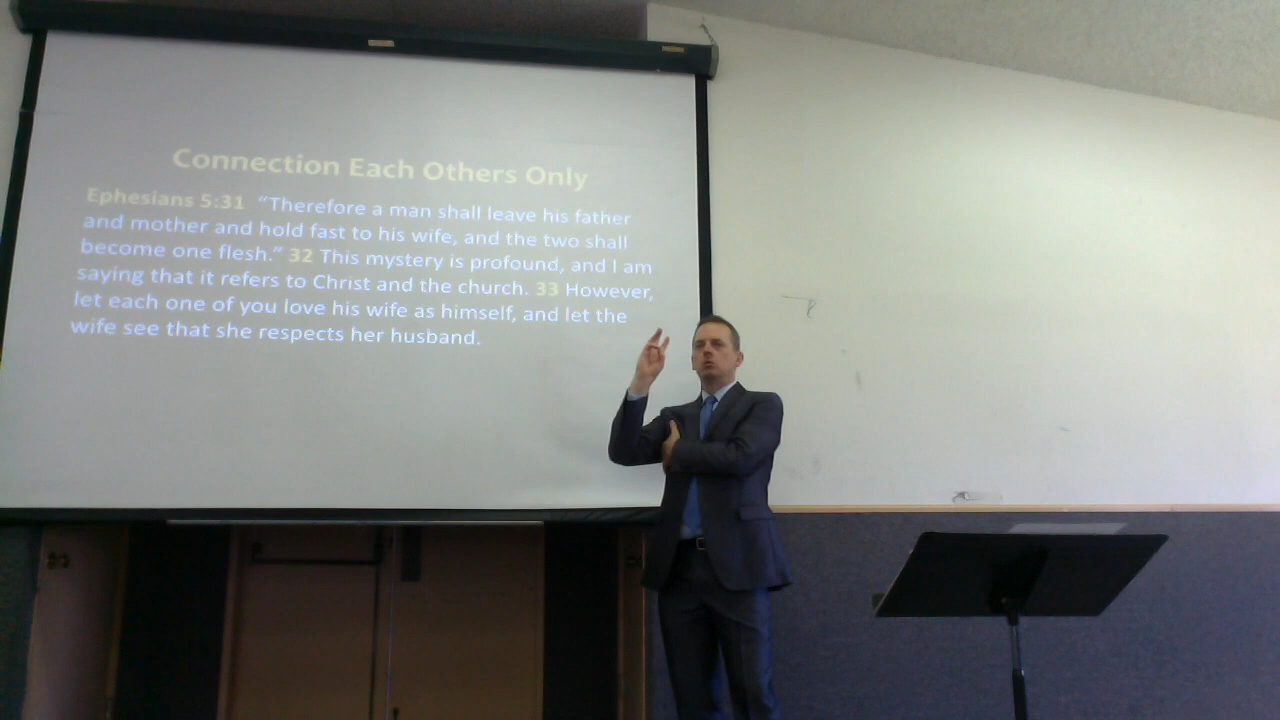 Connection Each Others Only
Ephesians 5:31 “Therefore a man shall leave his father
and mother and hold fast to his wife, and the two shall
become one flesh.” 32 This mystery is profound, and I am
saying that it refers to Christ and the church. 33 However,
let each one of you love his wife as himself, and let the
wife see that she respects her husband.